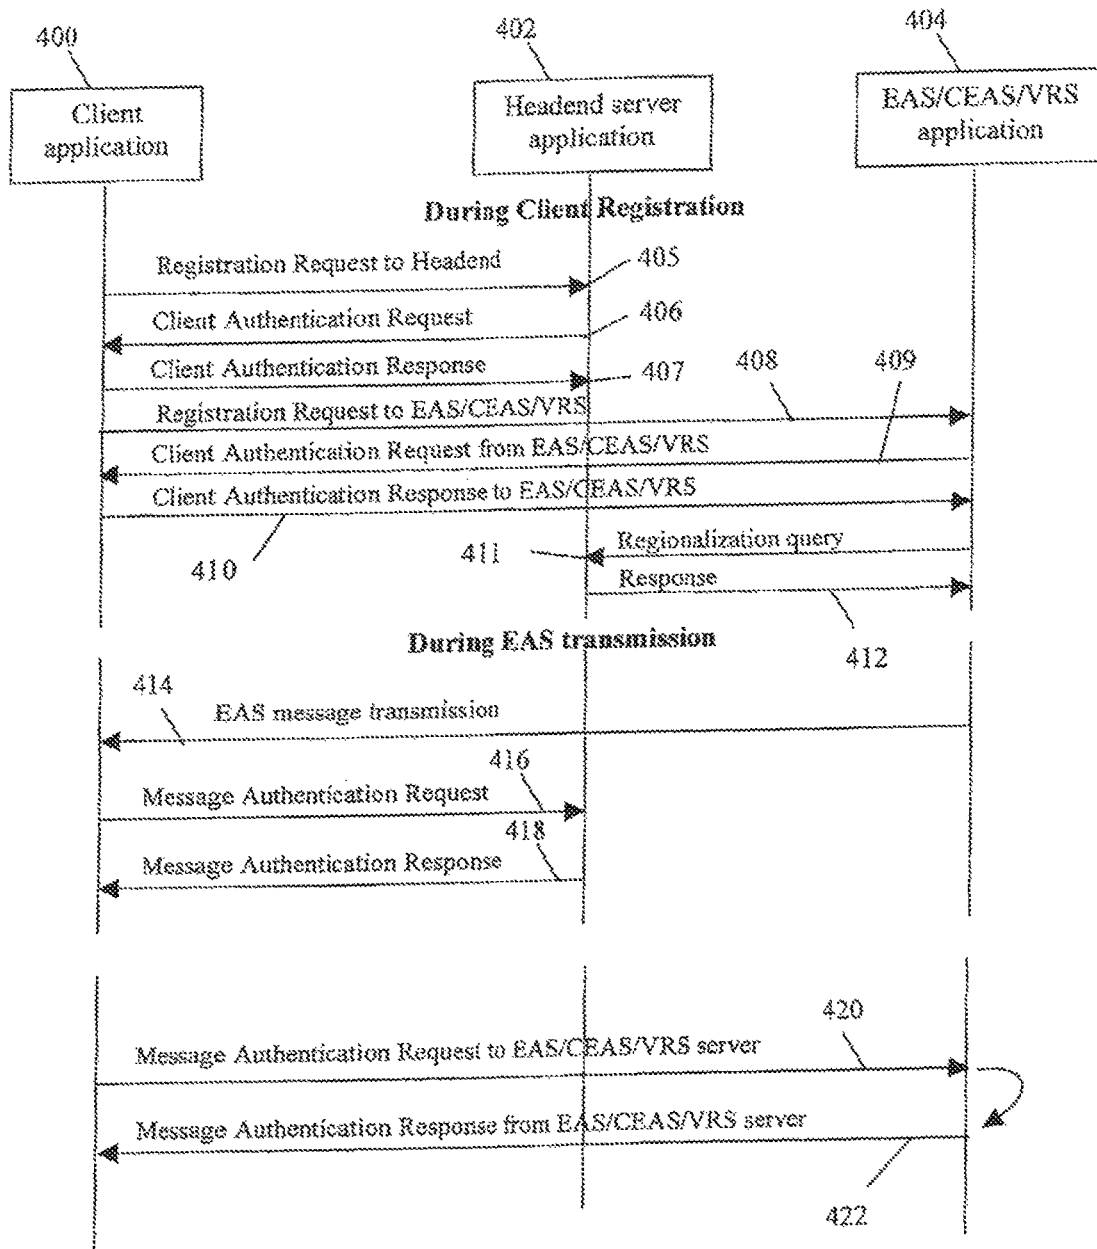 400
402
404
Client
application
Headend server
application
EAS/CEAS/VRS
application
During Client Registration
Registration Request to Headend
405
Client Authentication Request
406
Client Authentication Response
407
408
409
Registration Request to EAS/CEAS/VRS
Client Authentication Request from EAS/CEAS/VRS
Client Authentication Response to EAS/CEAS/VRS
410
411
Regionalization query
Response
412
During EAS transmission
414
EAS message transmission
416
Message Authentication Request
418
Message Authentication Response
420
Message Authentication Request to EAS/CEAS/VRS server
Message Authentication Response from EAS/CEAS/VRS server
422